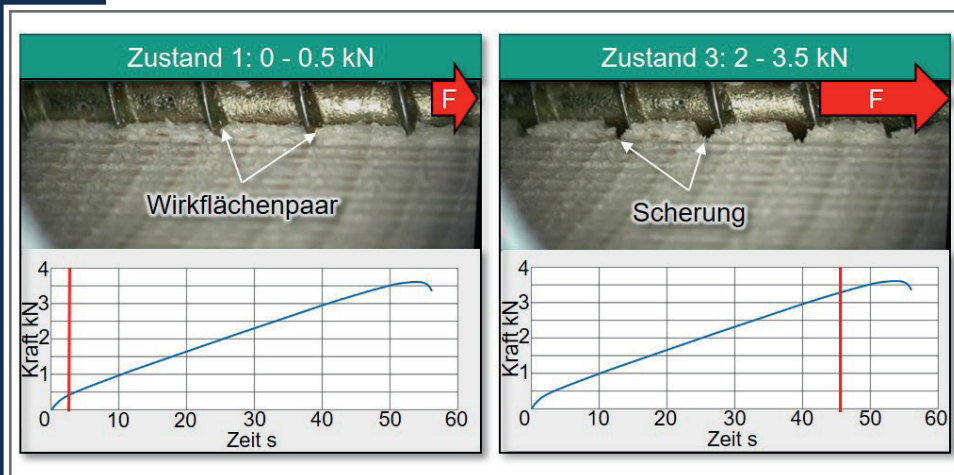 Zustand 1: 0 - 0.5 kN
F
Wirkflächenpaar
Kraft kN
4
3
2
1
0
10
20
30
40
50
60
Zeit s
Zustand 3: 2 - 3.5 kN
F
Scherung
Kraft kN
4
3
2
1
0
10
20
30
40
50
60
Zeit s